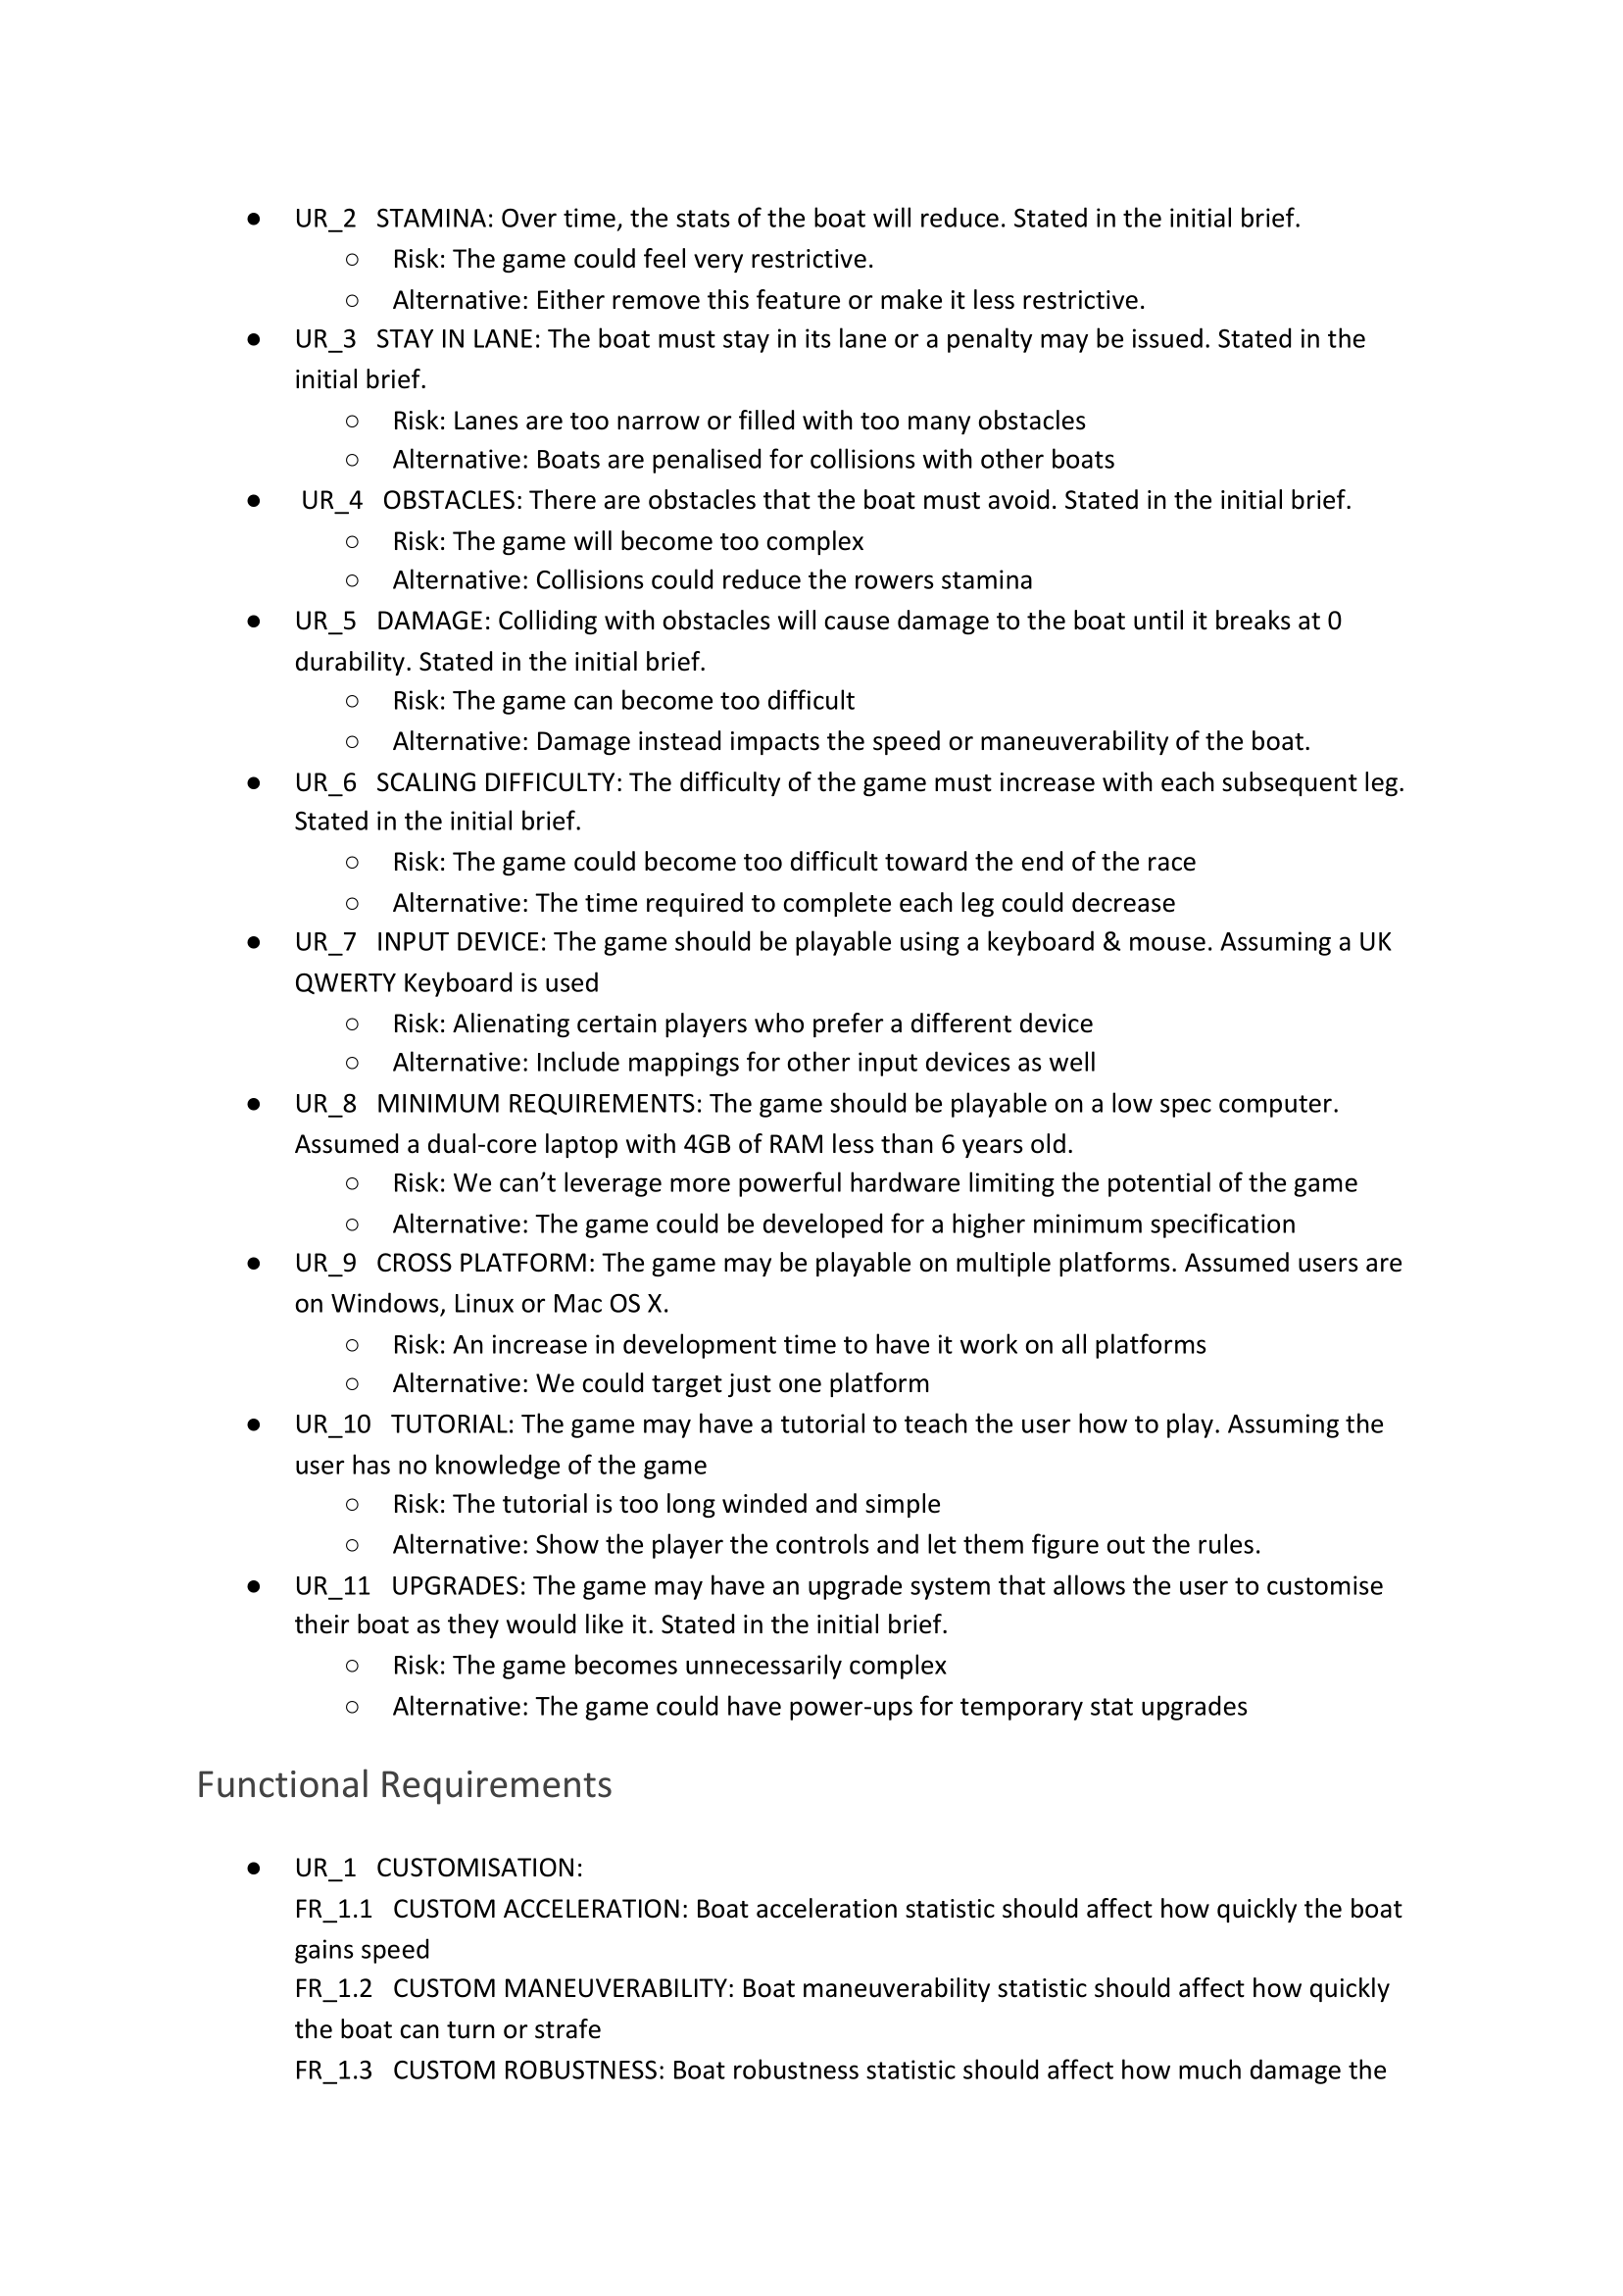 ● UR_2 STAMINA: Over time, the stats of the boat will reduce. Stated in the initial brief.
○ Risk: The game could feel very restrictive.
○ Alternative: Either remove this feature or make it less restrictive.
● UR_3 STAY IN LANE: The boat must stay in its lane or a penalty may be issued. Stated in the
initial brief.
○ Risk: Lanes are too narrow or filled with too many obstacles
○ Alternative: Boats are penalised for collisions with other boats
● UR_4 OBSTACLES: There are obstacles that the boat must avoid. Stated in the initial brief.
○ Risk: The game will become too complex
○ Alternative: Collisions could reduce the rowers stamina
● UR_5 DAMAGE: Colliding with obstacles will cause damage to the boat until it breaks at 0
durability. Stated in the initial brief.
○ Risk: The game can become too difficult
○ Alternative: Damage instead impacts the speed or maneuverability of the boat.
● UR_6 SCALING DIFFICULTY: The difficulty of the game must increase with each subsequent leg.
Stated in the initial brief.
○ Risk: The game could become too difficult toward the end of the race
○ Alternative: The time required to complete each leg could decrease
● UR_7 INPUT DEVICE: The game should be playable using a keyboard & mouse. Assuming a UK
QWERTY Keyboard is used
○ Risk: Alienating certain players who prefer a different device
○ Alternative: Include mappings for other input devices as well
● UR_8 MINIMUM REQUIREMENTS: The game should be playable on a low spec computer.
Assumed a dual-core laptop with 4GB of RAM less than 6 years old.
○ Risk: We can’t leverage more powerful hardware limiting the potential of the game
○ Alternative: The game could be developed for a higher minimum specification
● UR_9 CROSS PLATFORM: The game may be playable on multiple platforms. Assumed users are
on Windows, Linux or Mac OS X.
○ Risk: An increase in development time to have it work on all platforms
○ Alternative: We could target just one platform
● UR_10 TUTORIAL: The game may have a tutorial to teach the user how to play. Assuming the
user has no knowledge of the game
○ Risk: The tutorial is too long winded and simple
○ Alternative: Show the player the controls and let them figure out the rules.
● UR_11 UPGRADES: The game may have an upgrade system that allows the user to customise
their boat as they would like it. Stated in the initial brief.
○ Risk: The game becomes unnecessarily complex
○ Alternative: The game could have power-ups for temporary stat upgrades
Functional Requirements
● UR_1 CUSTOMISATION:
FR_1.1 CUSTOM ACCELERATION: Boat acceleration statistic should affect how quickly the boat
gains speed
FR_1.2 CUSTOM MANEUVERABILITY: Boat maneuverability statistic should affect how quickly
the boat can turn or strafe
FR_1.3 CUSTOM ROBUSTNESS: Boat robustness statistic should affect how much damage the